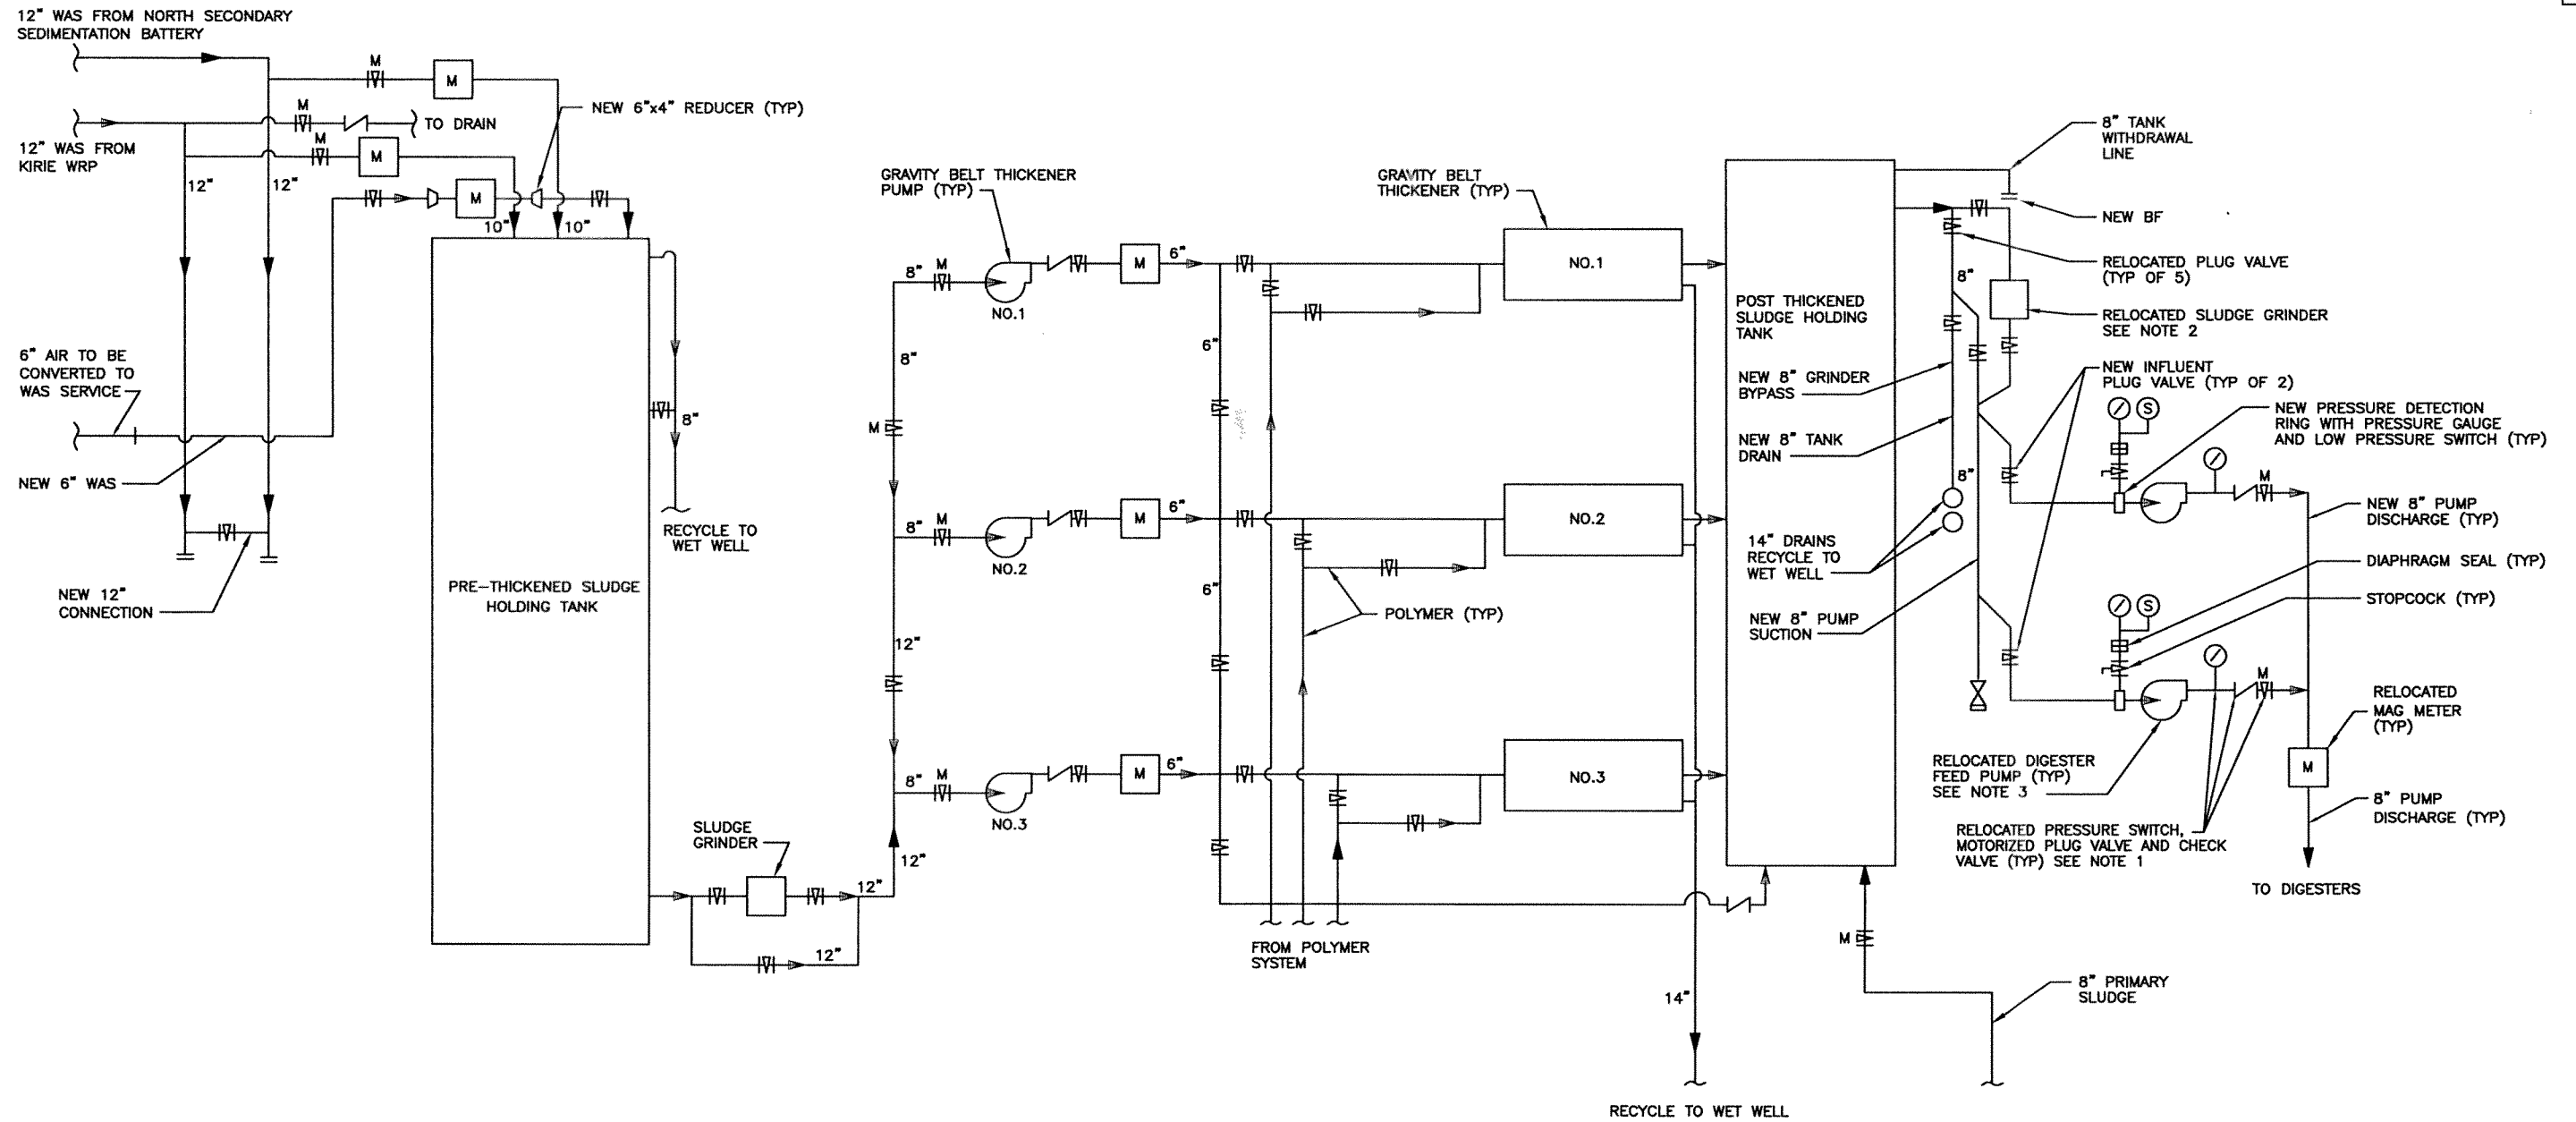 12" WAS FROM NORTH SECONDARY
SEDIMENTATION BATTERY
M
M
NEW 6"x4" REDUCER (TYP)
M
TO DRAIN
12" WAS FROM
KIRIE WRP
M
M
12"
12"
M
10"
10"
6" AIR TO BE
CONVERTED TO
WAS SERVICE
NEW 6" WAS
NEW 12"
CONNECTION
8"
RECYCLE TO
WET WELL
PRE-THICKENED SLUDGE
HOLDING TANK
SLUDGE
GRINDER
12"
12"
12"
12"
GRAVITY BELT THICKENER
PUMP (TYP)
8"
M
NO.1
M
6"
8"
M
8"
M
NO.2
M
6"
8"
M
NO.3
M
6"
6"
6"
GRAVITY BELT
THICKENER (TYP)
NO.1
NO.2
NO.3
POLYMER (TYP)
FROM POLYMER
SYSTEM
14"
RECYCLE TO WET WELL
POST THICKENED
SLUDGE HOLDING
TANK
NEW 8" GRINDER
BYPASS
NEW 8" TANK
DRAIN
14" DRAINS
RECYCLE TO
WET WELL
NEW 8" PUMP
SUCTION
8"
8"
8" TANK
WITHDRAWAL
LINE
NEW BF
RELOCATED PLUG VALVE
(TYP OF 5)
RELOCATED SLUDGE GRINDER
SEE NOTE 2
NEW INFLUENT
PLUG VALVE (TYP OF 2)
S
NEW PRESSURE DETECTION
RING WITH PRESSURE GAUGE
AND LOW PRESSURE SWITCH (TYP)
M
NEW 8" PUMP
DISCHARGE (TYP)
DIAPHRAGM SEAL (TYP)
S
STOPCOCK (TYP)
M
RELOCATED
MAG METER
(TYP)
M
RELOCATED DIGESTER
FEED PUMP (TYP)
SEE NOTE 3
8" PUMP
DISCHARGE (TYP)
RELOCATED PRESSURE SWITCH,
MOTORIZED PLUG VALVE AND CHECK
VALVE (TYP) SEE NOTE 1
TO DIGESTERS
M
8" PRIMARY
SLUDGE